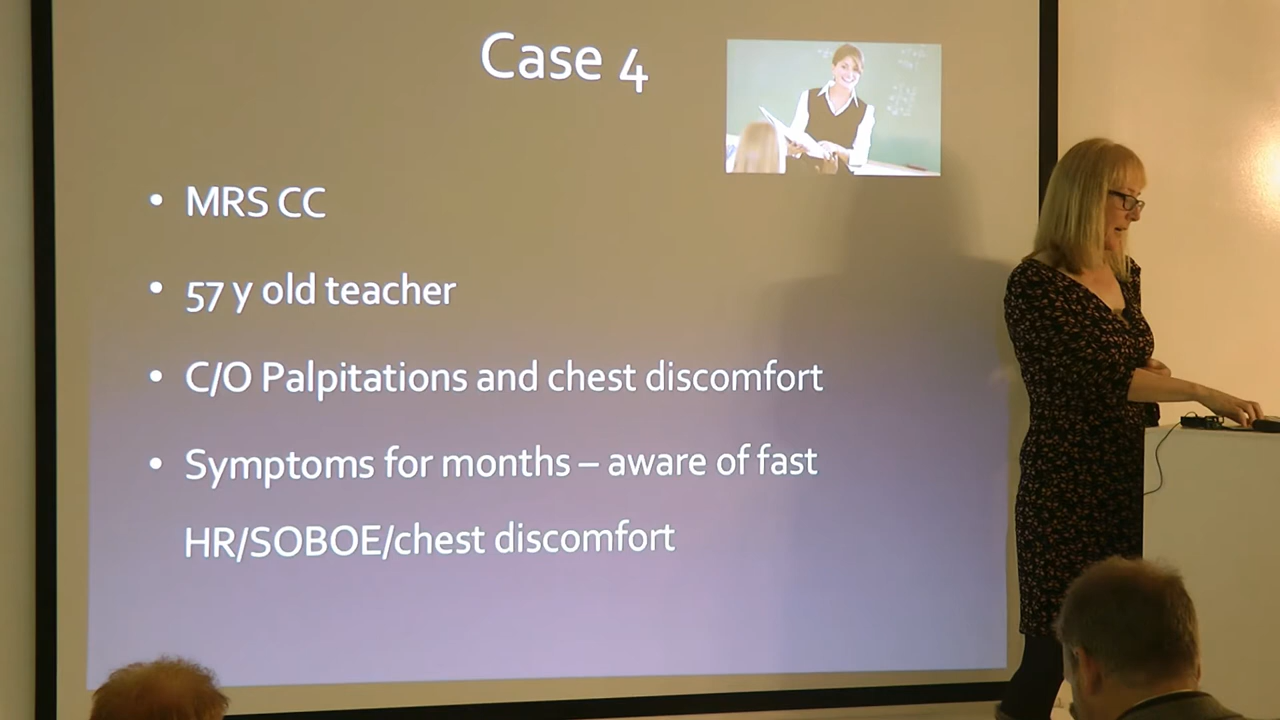 Case 4
• MRS CC
• 57 y old teacher
• C/O Palpitations and chest discomfort
• Symptoms for months – aware of fast
HR/SOBOE/chest discomfort